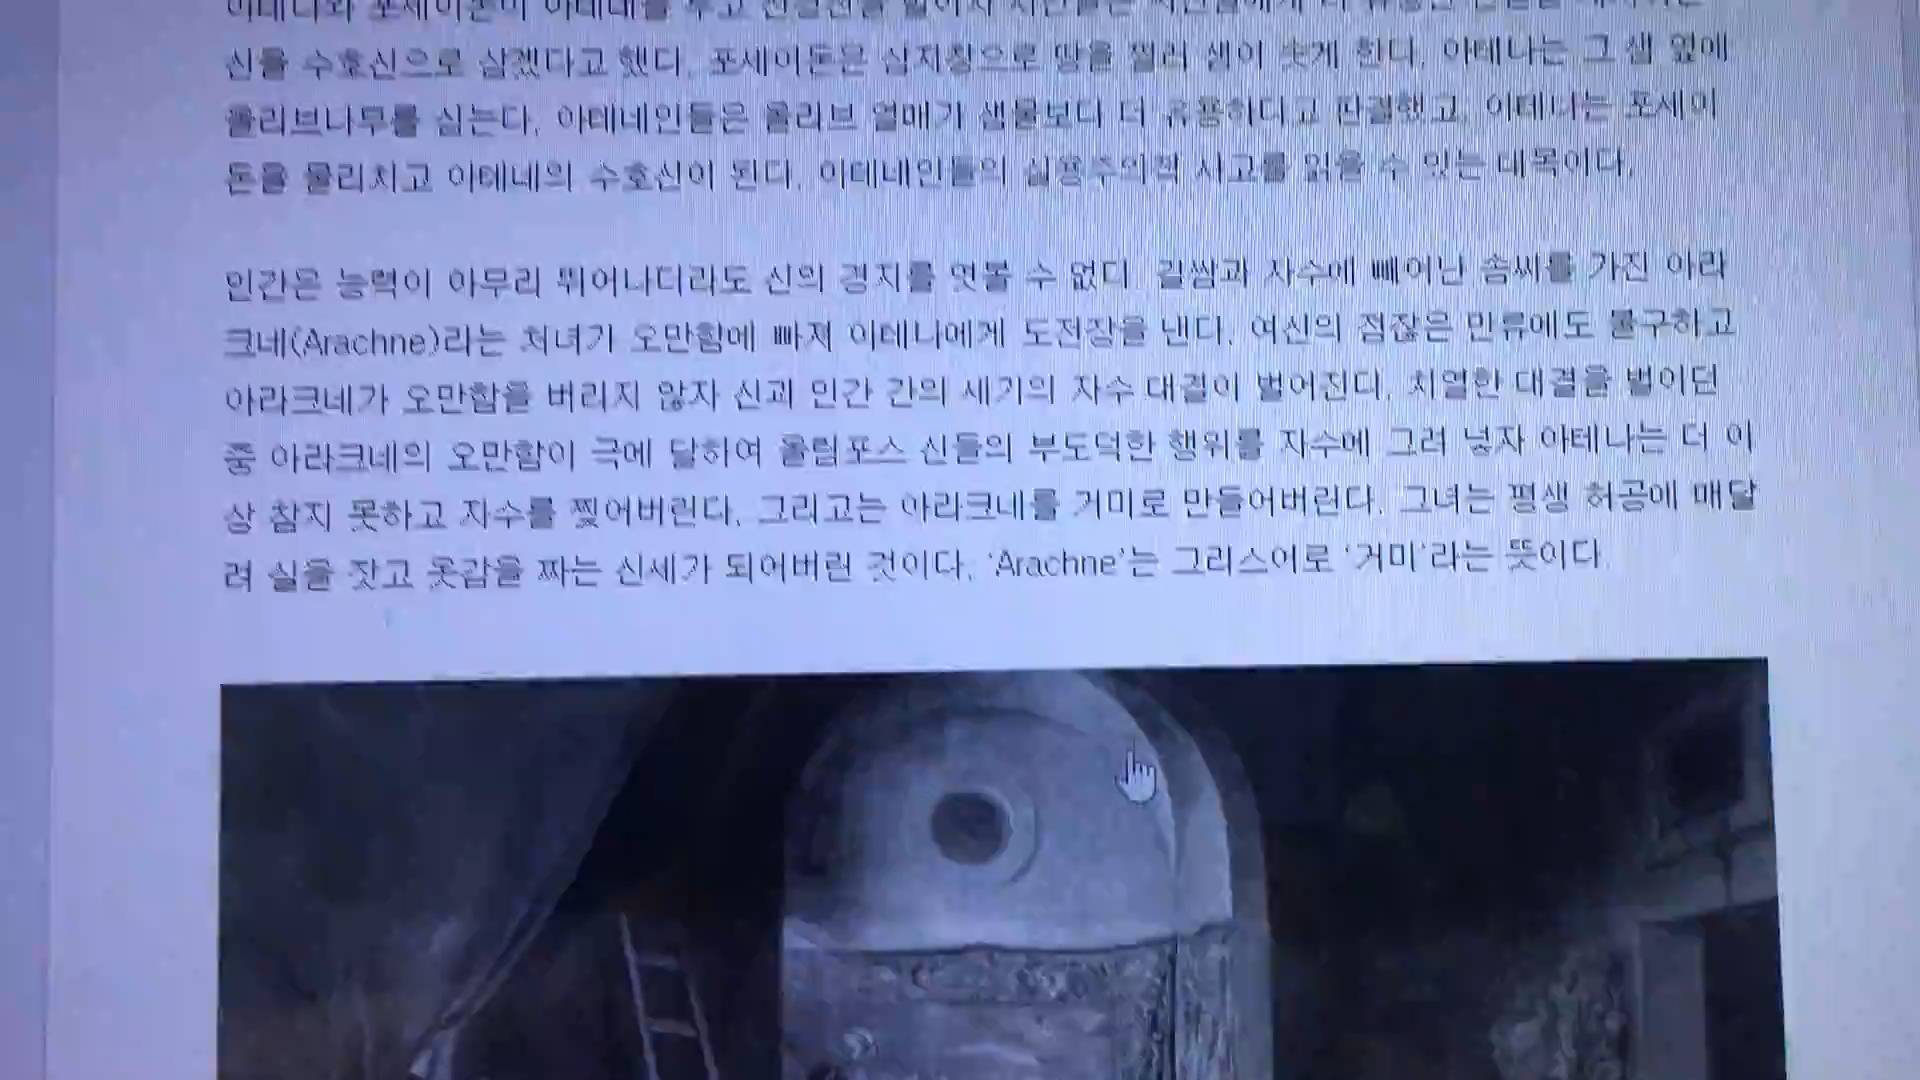 신을 수호신으로 삼겠다고 했다. 포세이돈은 삼지창으로 땅을 찔러 샘이 솟게 한다. 아테나는 그 샘 옆에
올리브나무를 심는다. 아테네인들은 올리브 열매가 샘물보다 더 유용하다고 판결했고, 아테나는 포세이
돈을 물리치고 아테네의 수호신이 된다. 아테네인들의 실용주의적 사고를 읽을 수 있는 대목이다.
인간은 능력이 아무리 뛰어나더라도 신의 경지를 엿볼 수 없다. 길쌈과 자수에 빼어난 솜씨를 가진 아라
크네(Arachne)라는 처녀가 오만함에 빠져 아테나에게 도전장을 낸다. 여신의 점잖은 만류에도 불구하고
아라크네가 오만함을 버리지 않자 신과 인간 간의 세기의 자수 대결이 벌어진다. 치열한 대결을 벌이던
중 아라크네의 오만함이 극에 달하여 올림포스 신들의 부도덕한 행위를 자수에 그려 넣자 아테나는 더 이
상 참지 못하고 자수를 찢어버린다. 그리고는 아라크네를 거미로 만들어버린다. 그녀는 평생 허공에 매달
려 실을 잣고 옷감을 짜는 신세가 되어버린 것이다. ‘Arachne’는 그리스어로 ‘거미’라는 뜻이다.